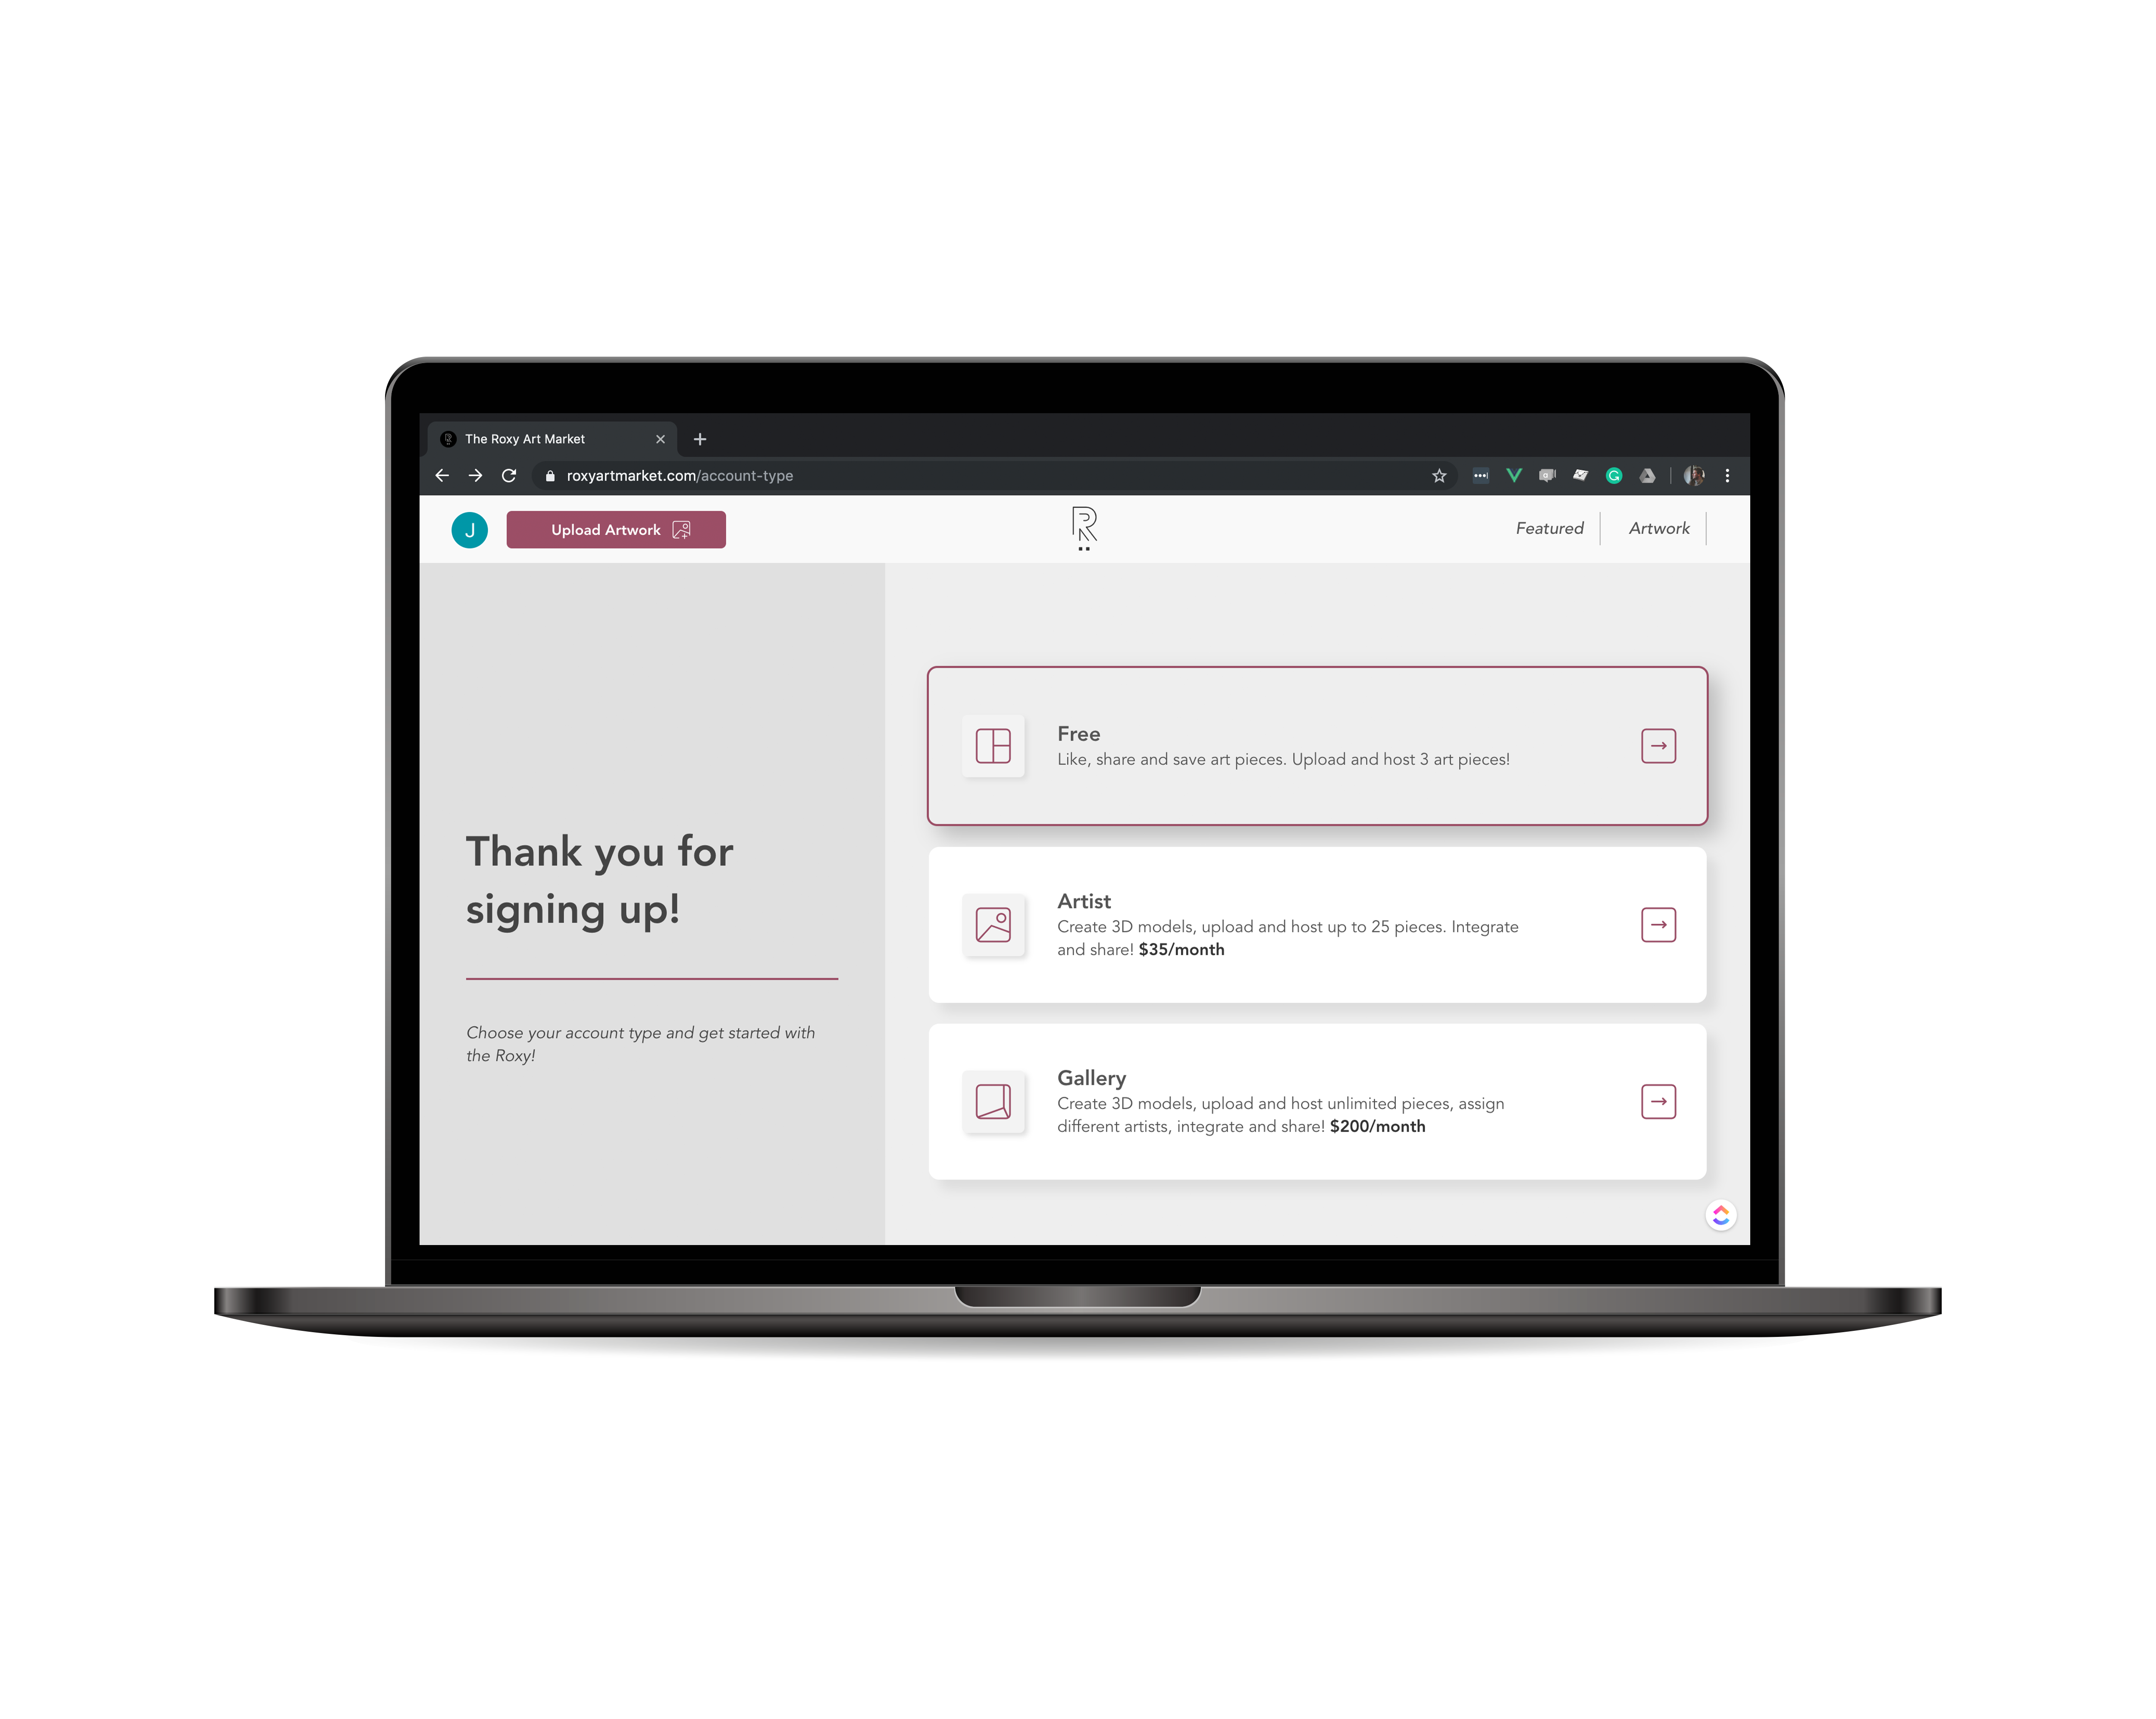 The Roxy Art Market
roxyartmarket.com/account-type
J
Upload Artwork
R
Featured
Artwork
Thank you for
signing up!
Choose your account type and get started with
the Roxy!
Free
Like, share and save art pieces. Upload and host 3 art pieces!
Artist
Create 3D models, upload and host up to 25 pieces. Integrate
and share! $35/month
Gallery
Create 3D models, upload and host unlimited pieces, assign
different artists, integrate and share! $200/month